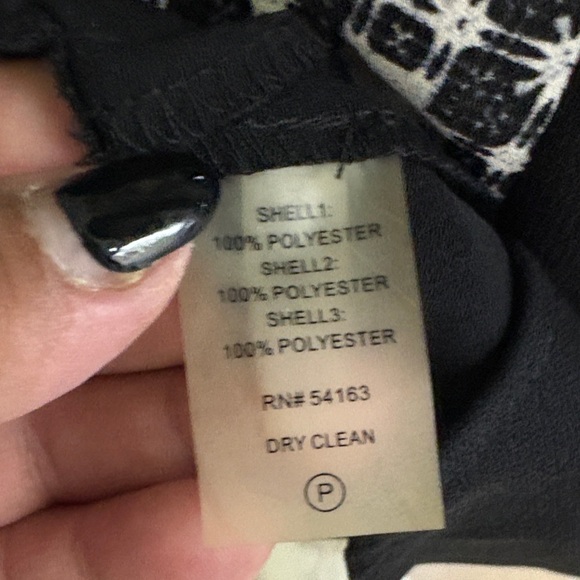 SHELL1:
100% POLYESTER
SHELL2:
100% POLYESTER
SHELL3:
100% POLYESTER
RN# 54163
DRY CLEAN
P